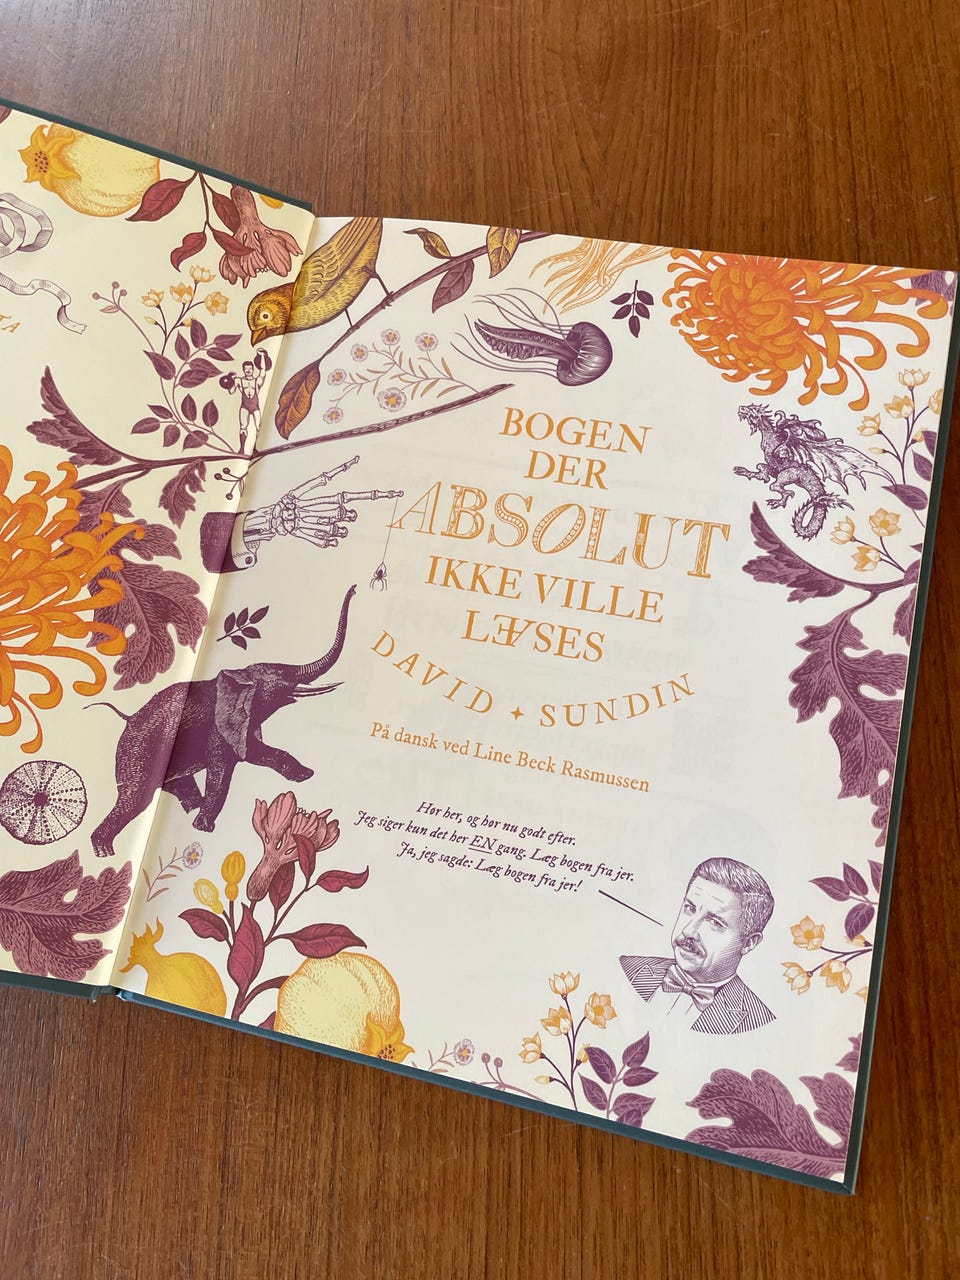 BOGEN
DER
ABSOLUT
IKKE VILLE
LÆSES
DAVID ✦ SUNDIN
På dansk ved Line Beck Rasmussen
Hør her, og hør nu godt efter.
Jeg siger kun det her EN gang. Læg bogen fra jer.
Ja, jeg sagde: Læg bogen fra jer!